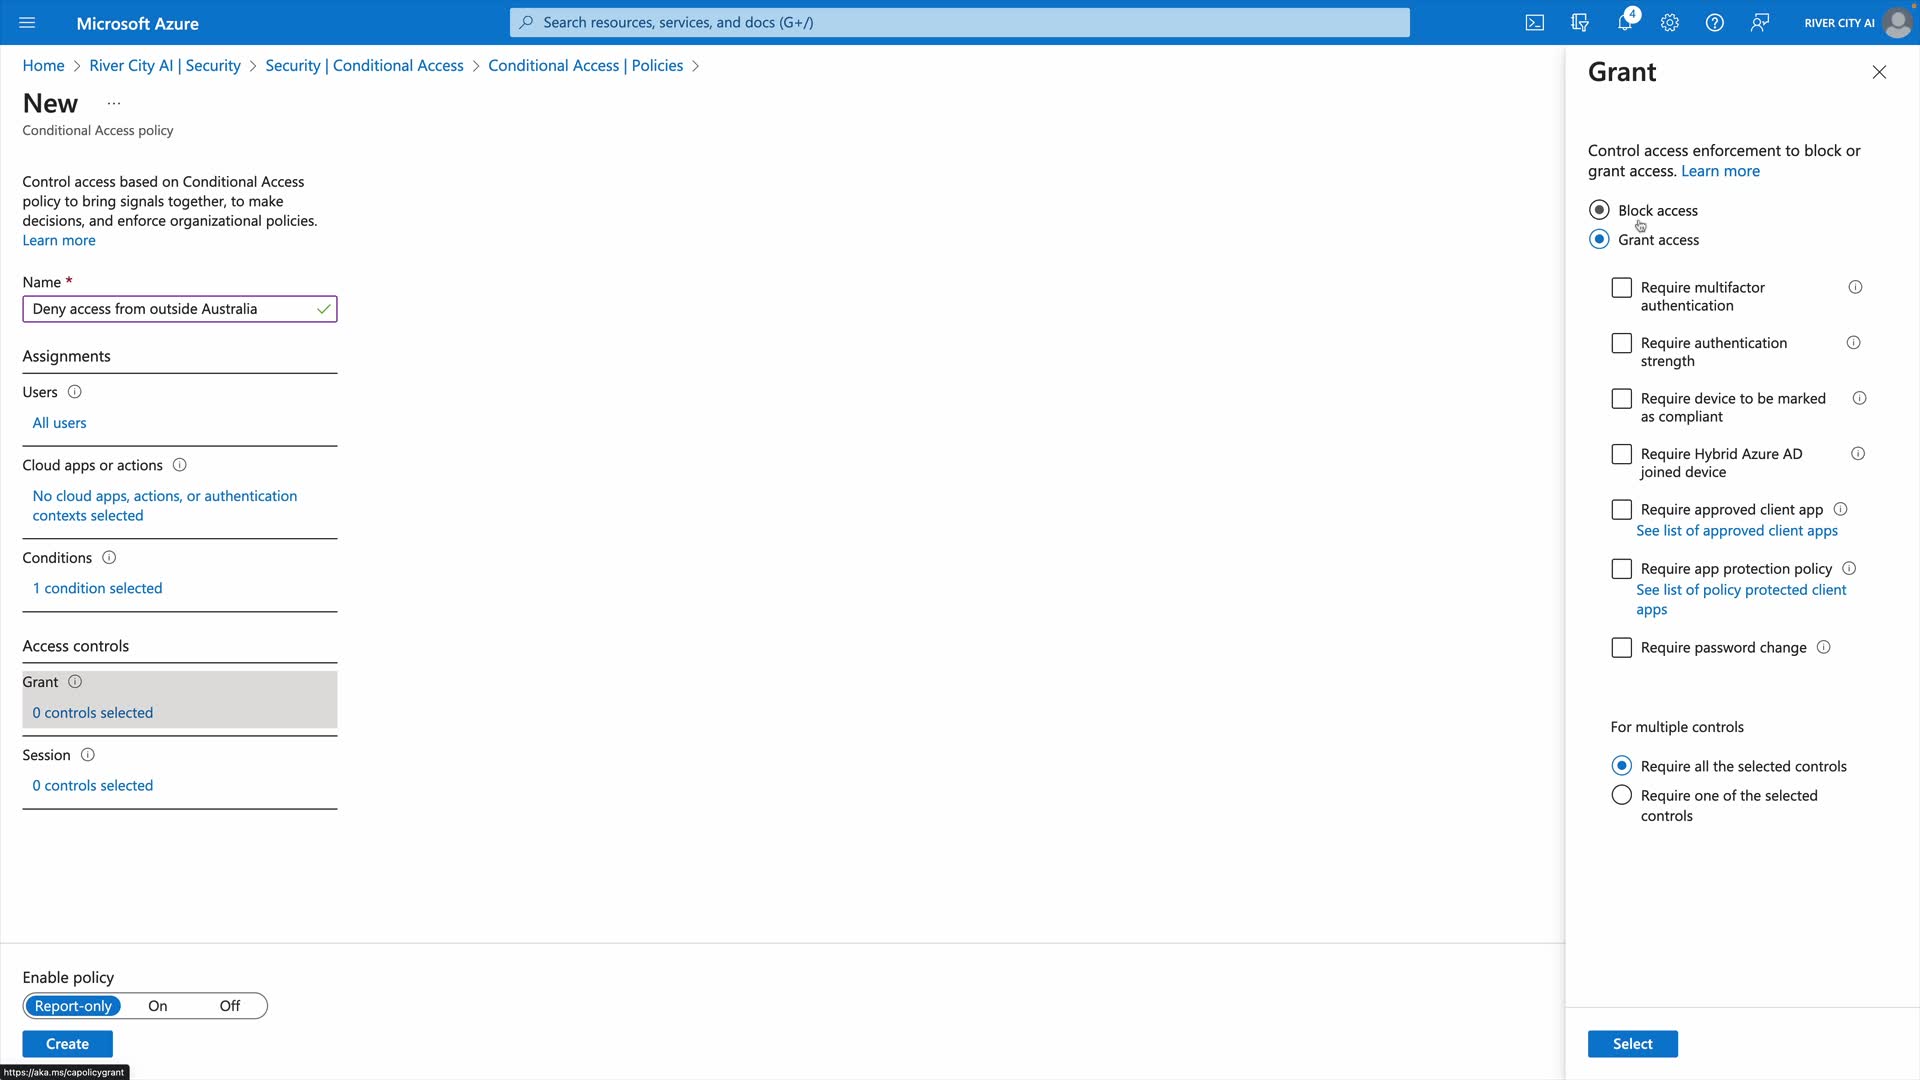 Microsoft Azure
Search resources, services, and docs (G+/)
4
RIVER CITY AI
Home > River City AI | Security > Security | Conditional Access > Conditional Access | Policies >
New ...
Conditional Access policy
Control access based on Conditional Access
policy to bring signals together, to make
decisions, and enforce organizational policies.
Learn more
Name *
Deny access from outside Australia
Assignments
Users
All users
Cloud apps or actions
No cloud apps, actions, or authentication
contexts selected
Conditions
1 condition selected
Access controls
Grant
0 controls selected
Session
0 controls selected
Enable policy
Report-only On Off
Create
https://aka.ms/capolicygrant
Grant
Control access enforcement to block or
grant access. Learn more
Block access
Grant access
Require multifactor
authentication
Require authentication
strength
Require device to be marked
as compliant
Require Hybrid Azure AD
joined device
Require approved client app
See list of approved client apps
Require app protection policy
See list of policy protected client
apps
Require password change
For multiple controls
Require all the selected controls
Require one of the selected
controls
Select